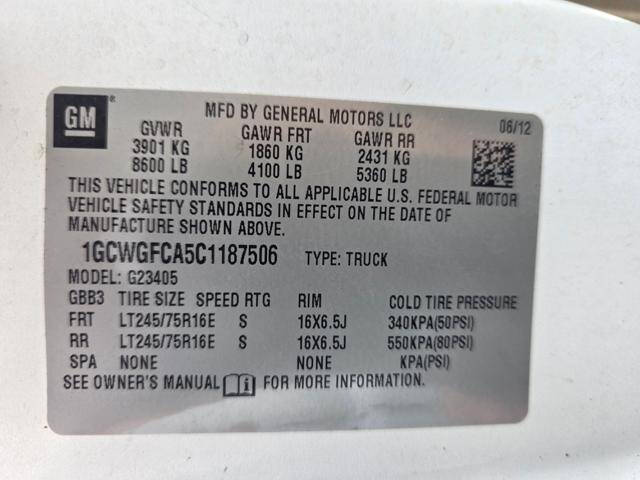 GM ® MFD BY GENERAL MOTORS LLC 06/12
GVWR GAWR FRT GAWR RR
3901 KG 1860 KG 2431 KG
8600 LB 4100 LB 5360 LB
THIS VEHICLE CONFORMS TO ALL APPLICABLE U.S. FEDERAL MOTOR
VEHICLE SAFETY STANDARDS IN EFFECT ON THE DATE OF
MANUFACTURE SHOWN ABOVE.
1GCWGFCA5C1187506 TYPE: TRUCK
MODEL: G23405
GBB3 TIRE SIZE SPEED RTG RIM COLD TIRE PRESSURE
FRT LT245/75R16E S 16X6.5J 340KPA(50PSI)
RR LT245/75R16E S 16X6.5J 550KPA(80PSI)
SPA NONE NONE KPA(PSI)
SEE OWNER'S MANUAL i FOR MORE INFORMATION.